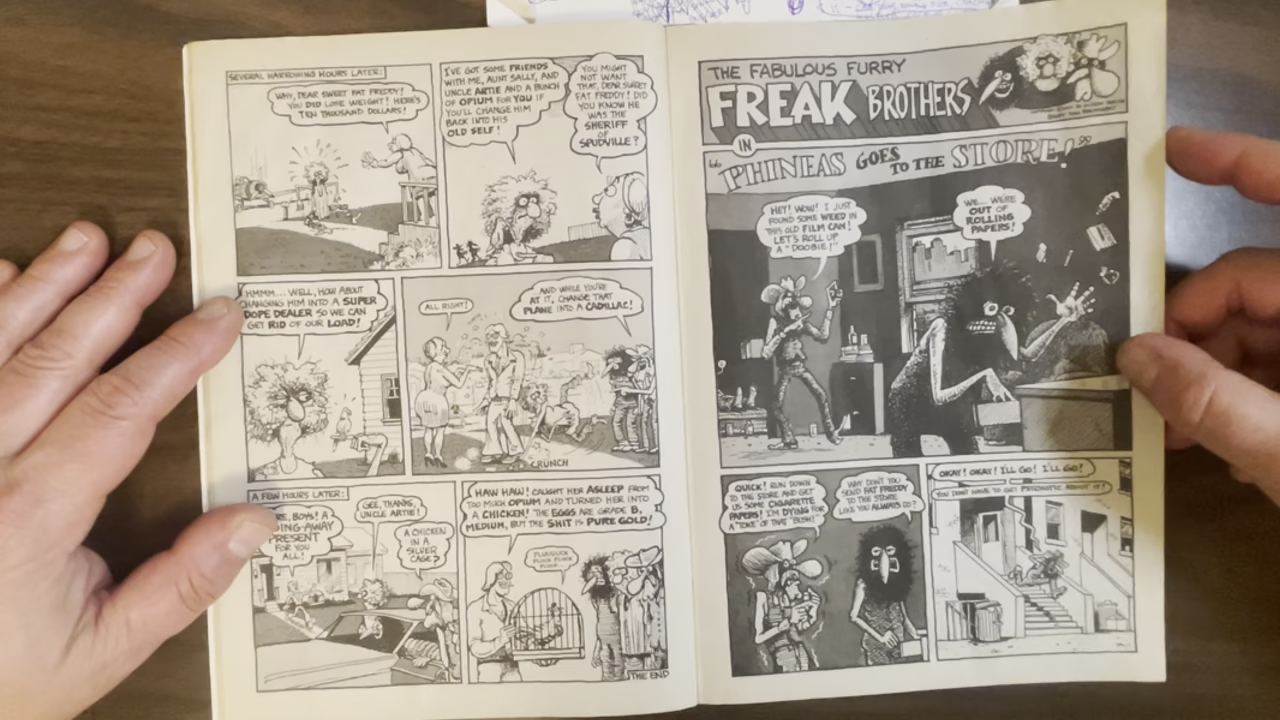 SEVERAL HARROWING HOURS LATER:
WHY, DEAR SWEET FAT FREDDY!
YOU DID LOSE WEIGHT! HERE'S
TEN THOUSAND DOLLARS!
I'VE GOT SOME FRIENDS
WITH ME, AUNT SALLY, AND
UNCLE ARTIE AND A BUNCH
OF OPIUM FOR YOU IF
YOU'LL CHANGE HIM
BACK INTO HIS
OLD SELF!
YOU MIGHT
NOT WANT
THAT, DEAR SWEET
FAT FREDDY! DID
YOU KNOW HE
WAS THE
SHERIFF
OF
SPUDVILLE?
HMMM... WELL, HOW ABOUT
CHANGING HIM INTO A SUPER
DOPE DEALER SO WE CAN
GET RID OF OUR LOAD!
ALL RIGHT!
AND WHILE YOU'RE
AT IT, CHANGE THAT
PLANE INTO A CADILLAC!
CRUNCH
A FEW HOURS LATER:
BOYS! A
PRESENT
FOR YOU
ALL!
GEE, THANKS,
UNCLE ARTIE!
A CHICKEN
IN A
SILVER
CAGE?
HAW HAW! CAUGHT HER ASLEEP FROM
TOO MUCH OPIUM AND TURNED HER INTO
A CHICKEN! THE EGGS ARE GRADE B,
MEDIUM, BUT THE SHIT IS PURE GOLD!
THE END
THE FABULOUS FURRY
FREAK BROTHERS
IN
"PHINEAS GOES TO THE STORE!"
HEY! WOW! I JUST
FOUND SOME WEED IN
THIS OLD FILM CAN!
LET'S ROLL UP
A "DOOBIE!"
WE... WE'RE
OUT OF
ROLLING
PAPERS!
QUICK! RUN DOWN
TO THE STORE AND GET
US SOME CIGARETTE
PAPERS! I'M DYING FOR
A "TOKE" OF THAT "BUSH!"
WHY DON'T YOU
SEND FAT FREDDY
TO THE STORE
LIKE YOU ALWAYS DO?
OKAY! OKAY! I'LL GO! I'LL GO!
YOU DON'T HAVE TO GET PSYCHOTIC ABOUT IT!